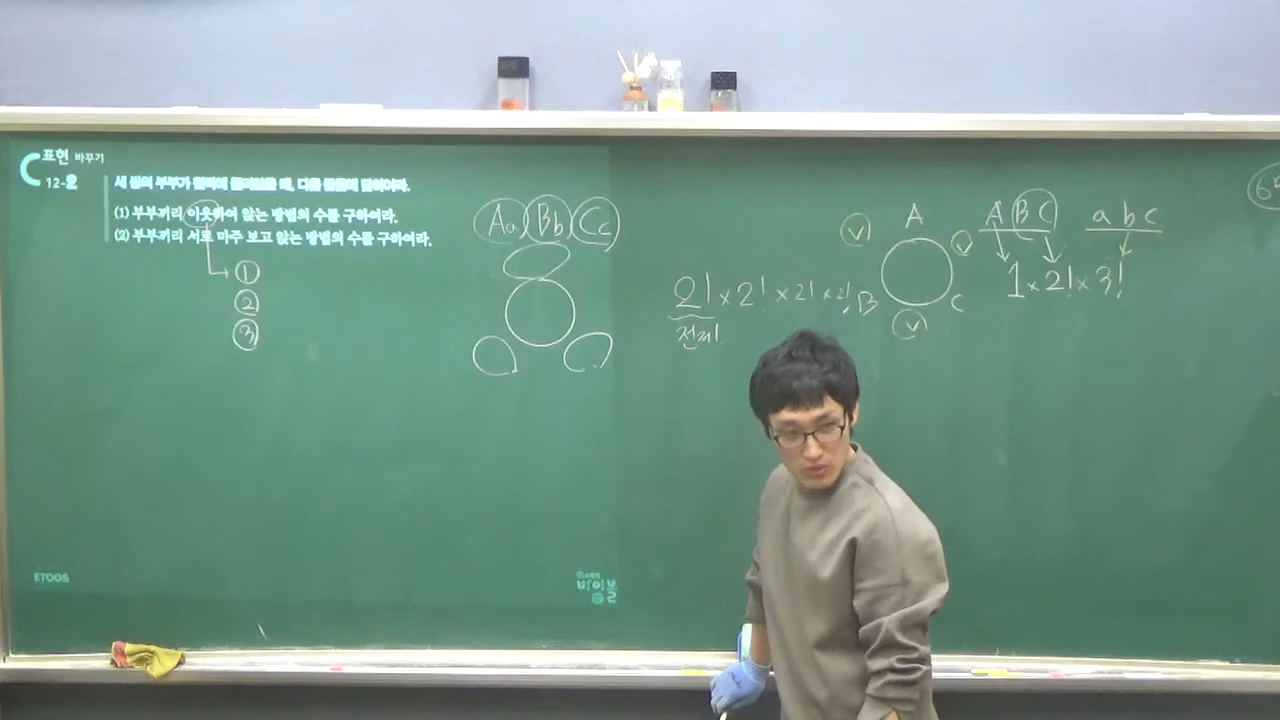 표현 바꾸기
12-2
세 쌍의 부부가 원탁에 둘러앉을 때, 다음 물음에 답하여라.
(1) 부부끼리 이웃하여 앉는 방법의 수를 구하여라.
(2) 부부끼리 서로 마주 보고 앉는 방법의 수를 구하여라.
①
②
③
Aa Bb Cc
2! × 2! × 2! × 2!
전체!
A
B
C
v
v
v
A B C a b c
1 × 2! × 3!
ETOOS